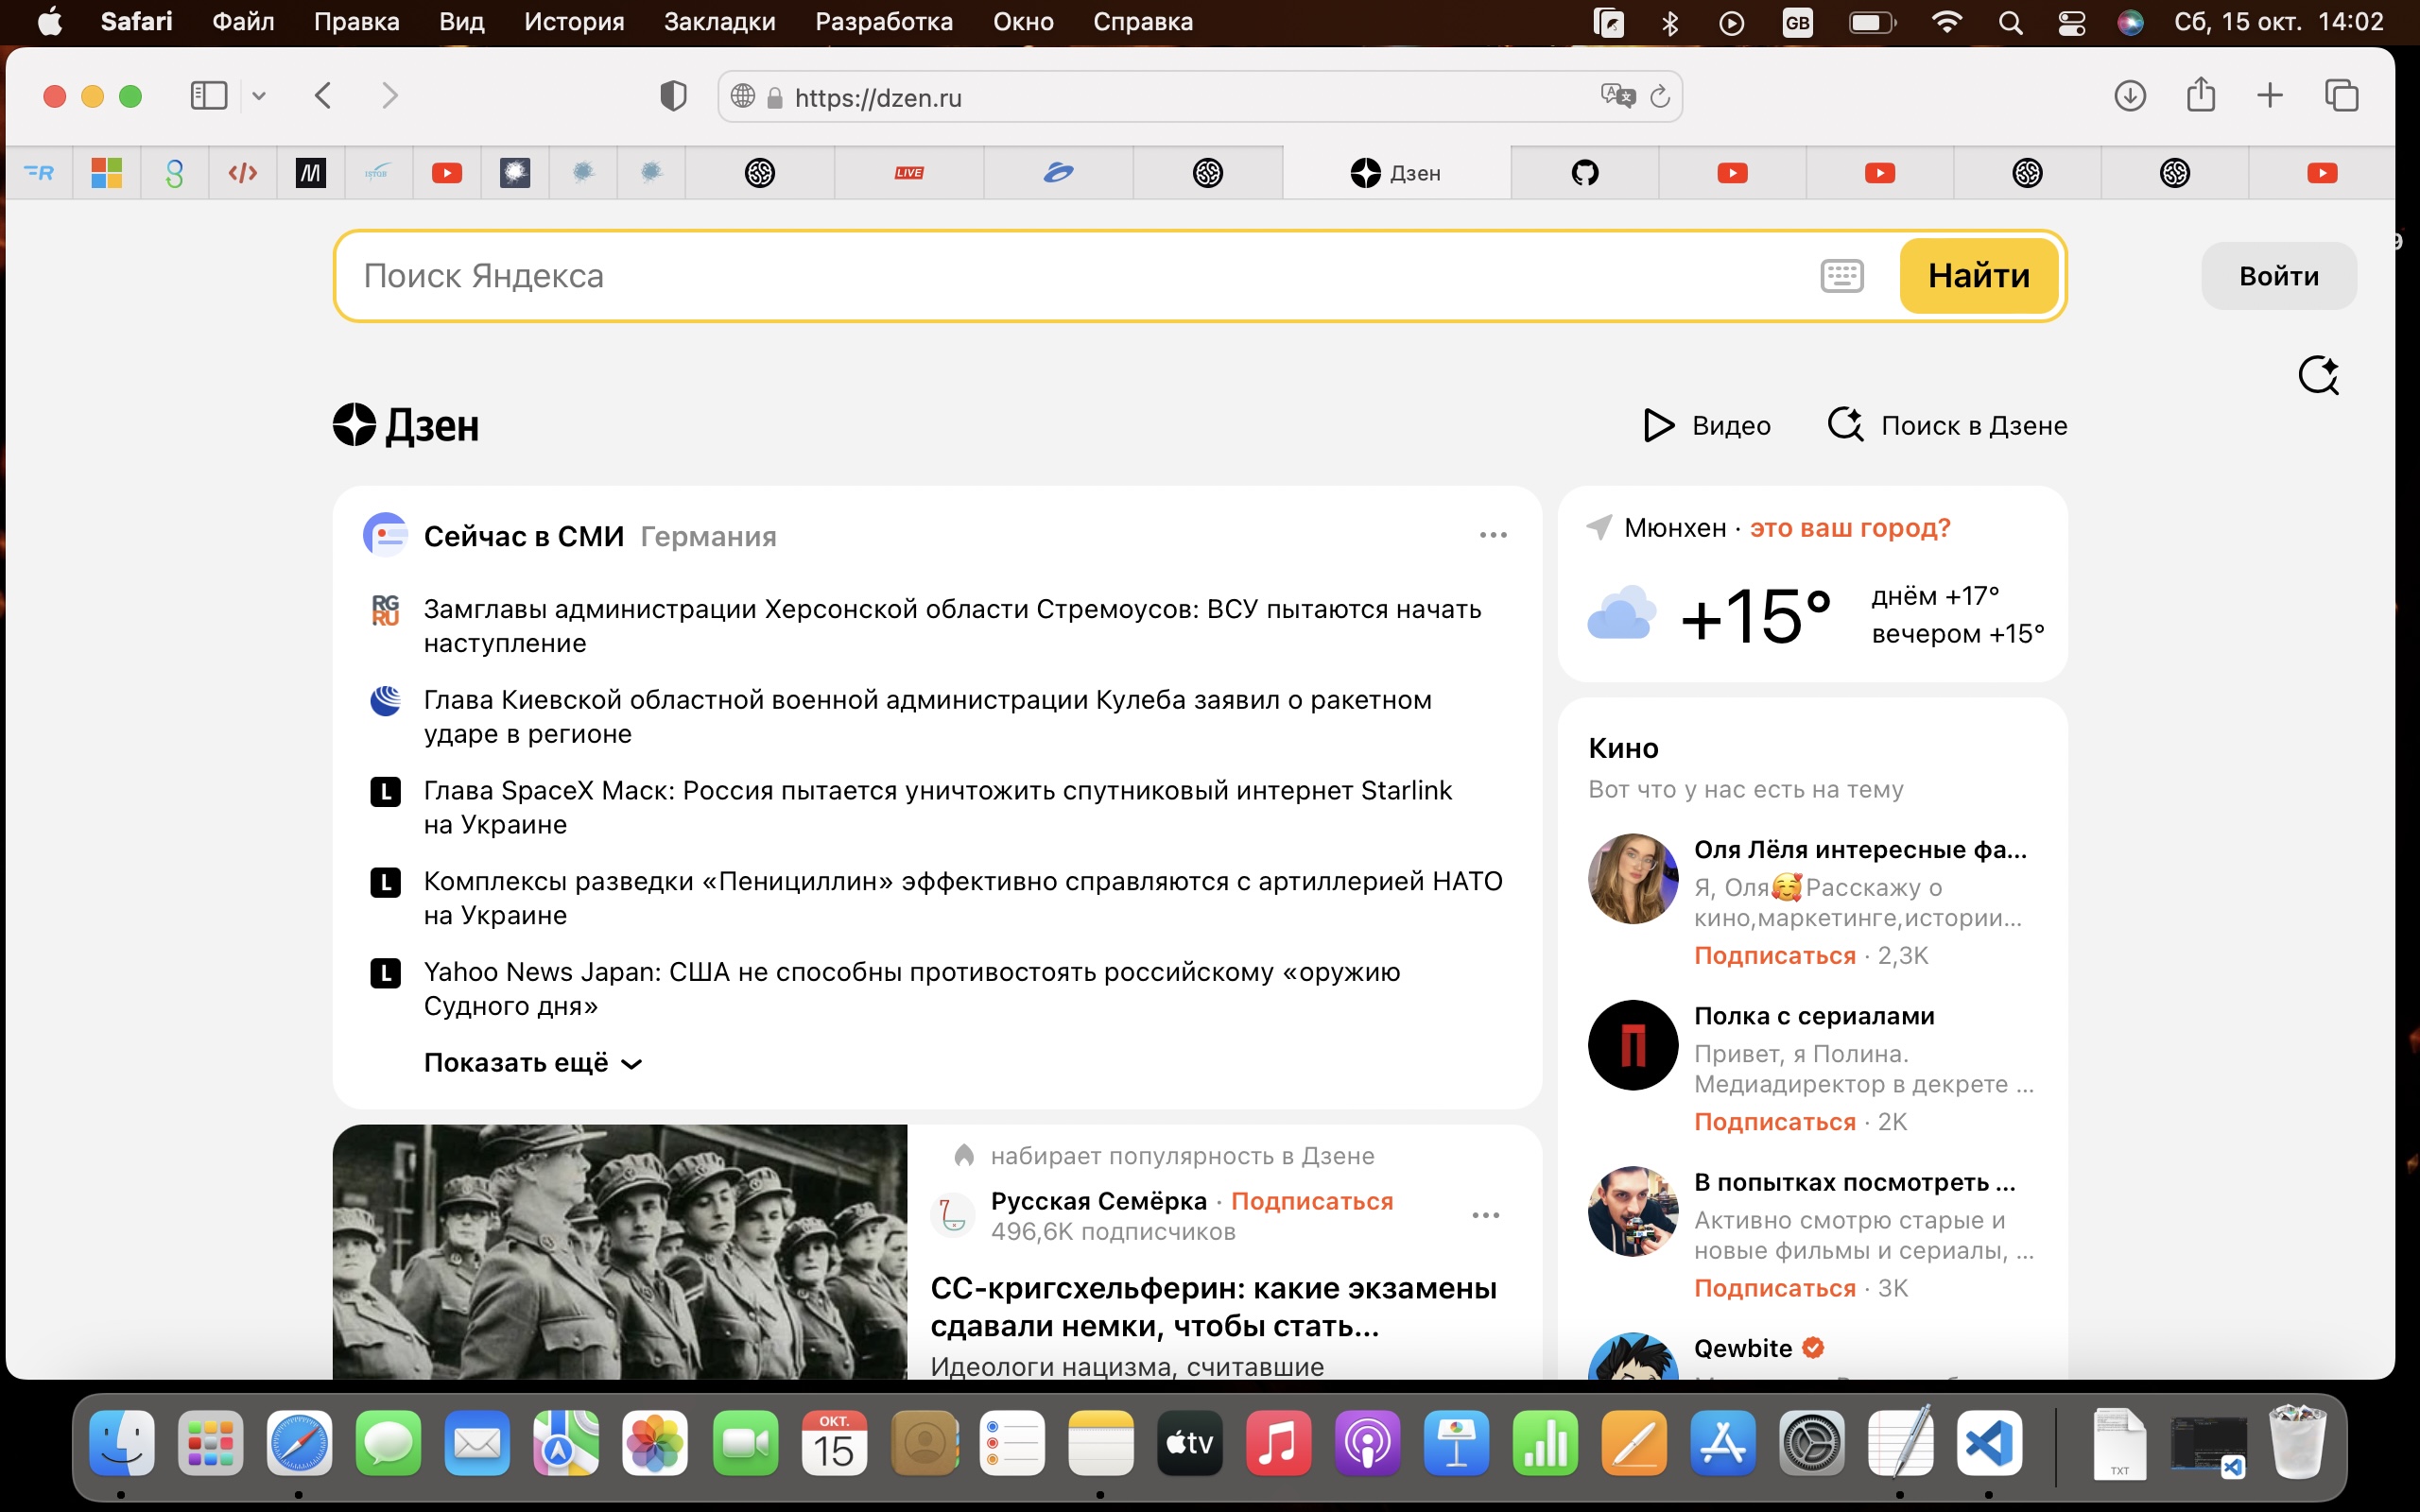 Safari Файл Правка Вид История Закладки Разработка Окно Справка GB Сб, 15 окт. 14:02
https://dzen.ru
LIVE Дзен
Поиск Яндекса Найти Войти
Дзен Видео Поиск в Дзене
Сейчас в СМИ Германия
RG RU Замглавы администрации Херсонской области Стремоусов: ВСУ пытаются начать
наступление
Глава Киевской областной военной администрации Кулеба заявил о ракетном
ударе в регионе
L Глава SpaceX Маск: Россия пытается уничтожить спутниковый интернет Starlink
на Украине
L Комплексы разведки «Пенициллин» эффективно справляются с артиллерией НАТО
на Украине
L Yahoo News Japan: США не способны противостоять российскому «оружию
Судного дня»
Показать ещё
Мюнхен · это ваш город?
+15°
днём +17°
вечером +15°
Кино
Вот что у нас есть на тему
Оля Лёля интересные фа...
Я, Оля🥰Расскажу о
кино,маркетинге,истории...
Подписаться · 2,3K
Полка с сериалами
Привет, я Полина.
Медиадиректор в декрете ...
Подписаться · 2K
В попытках посмотреть ...
Активно смотрю старые и
новые фильмы и сериалы, ...
Подписаться · 3K
Qewbite
набирает популярность в Дзене
Русская Семёрка · Подписаться
496,6K подписчиков
СС-кригсхельферин: какие экзамены
сдавали немки, чтобы стать...
Идеологи нацизма, считавшие
ОКТ.
15
tv
TXT